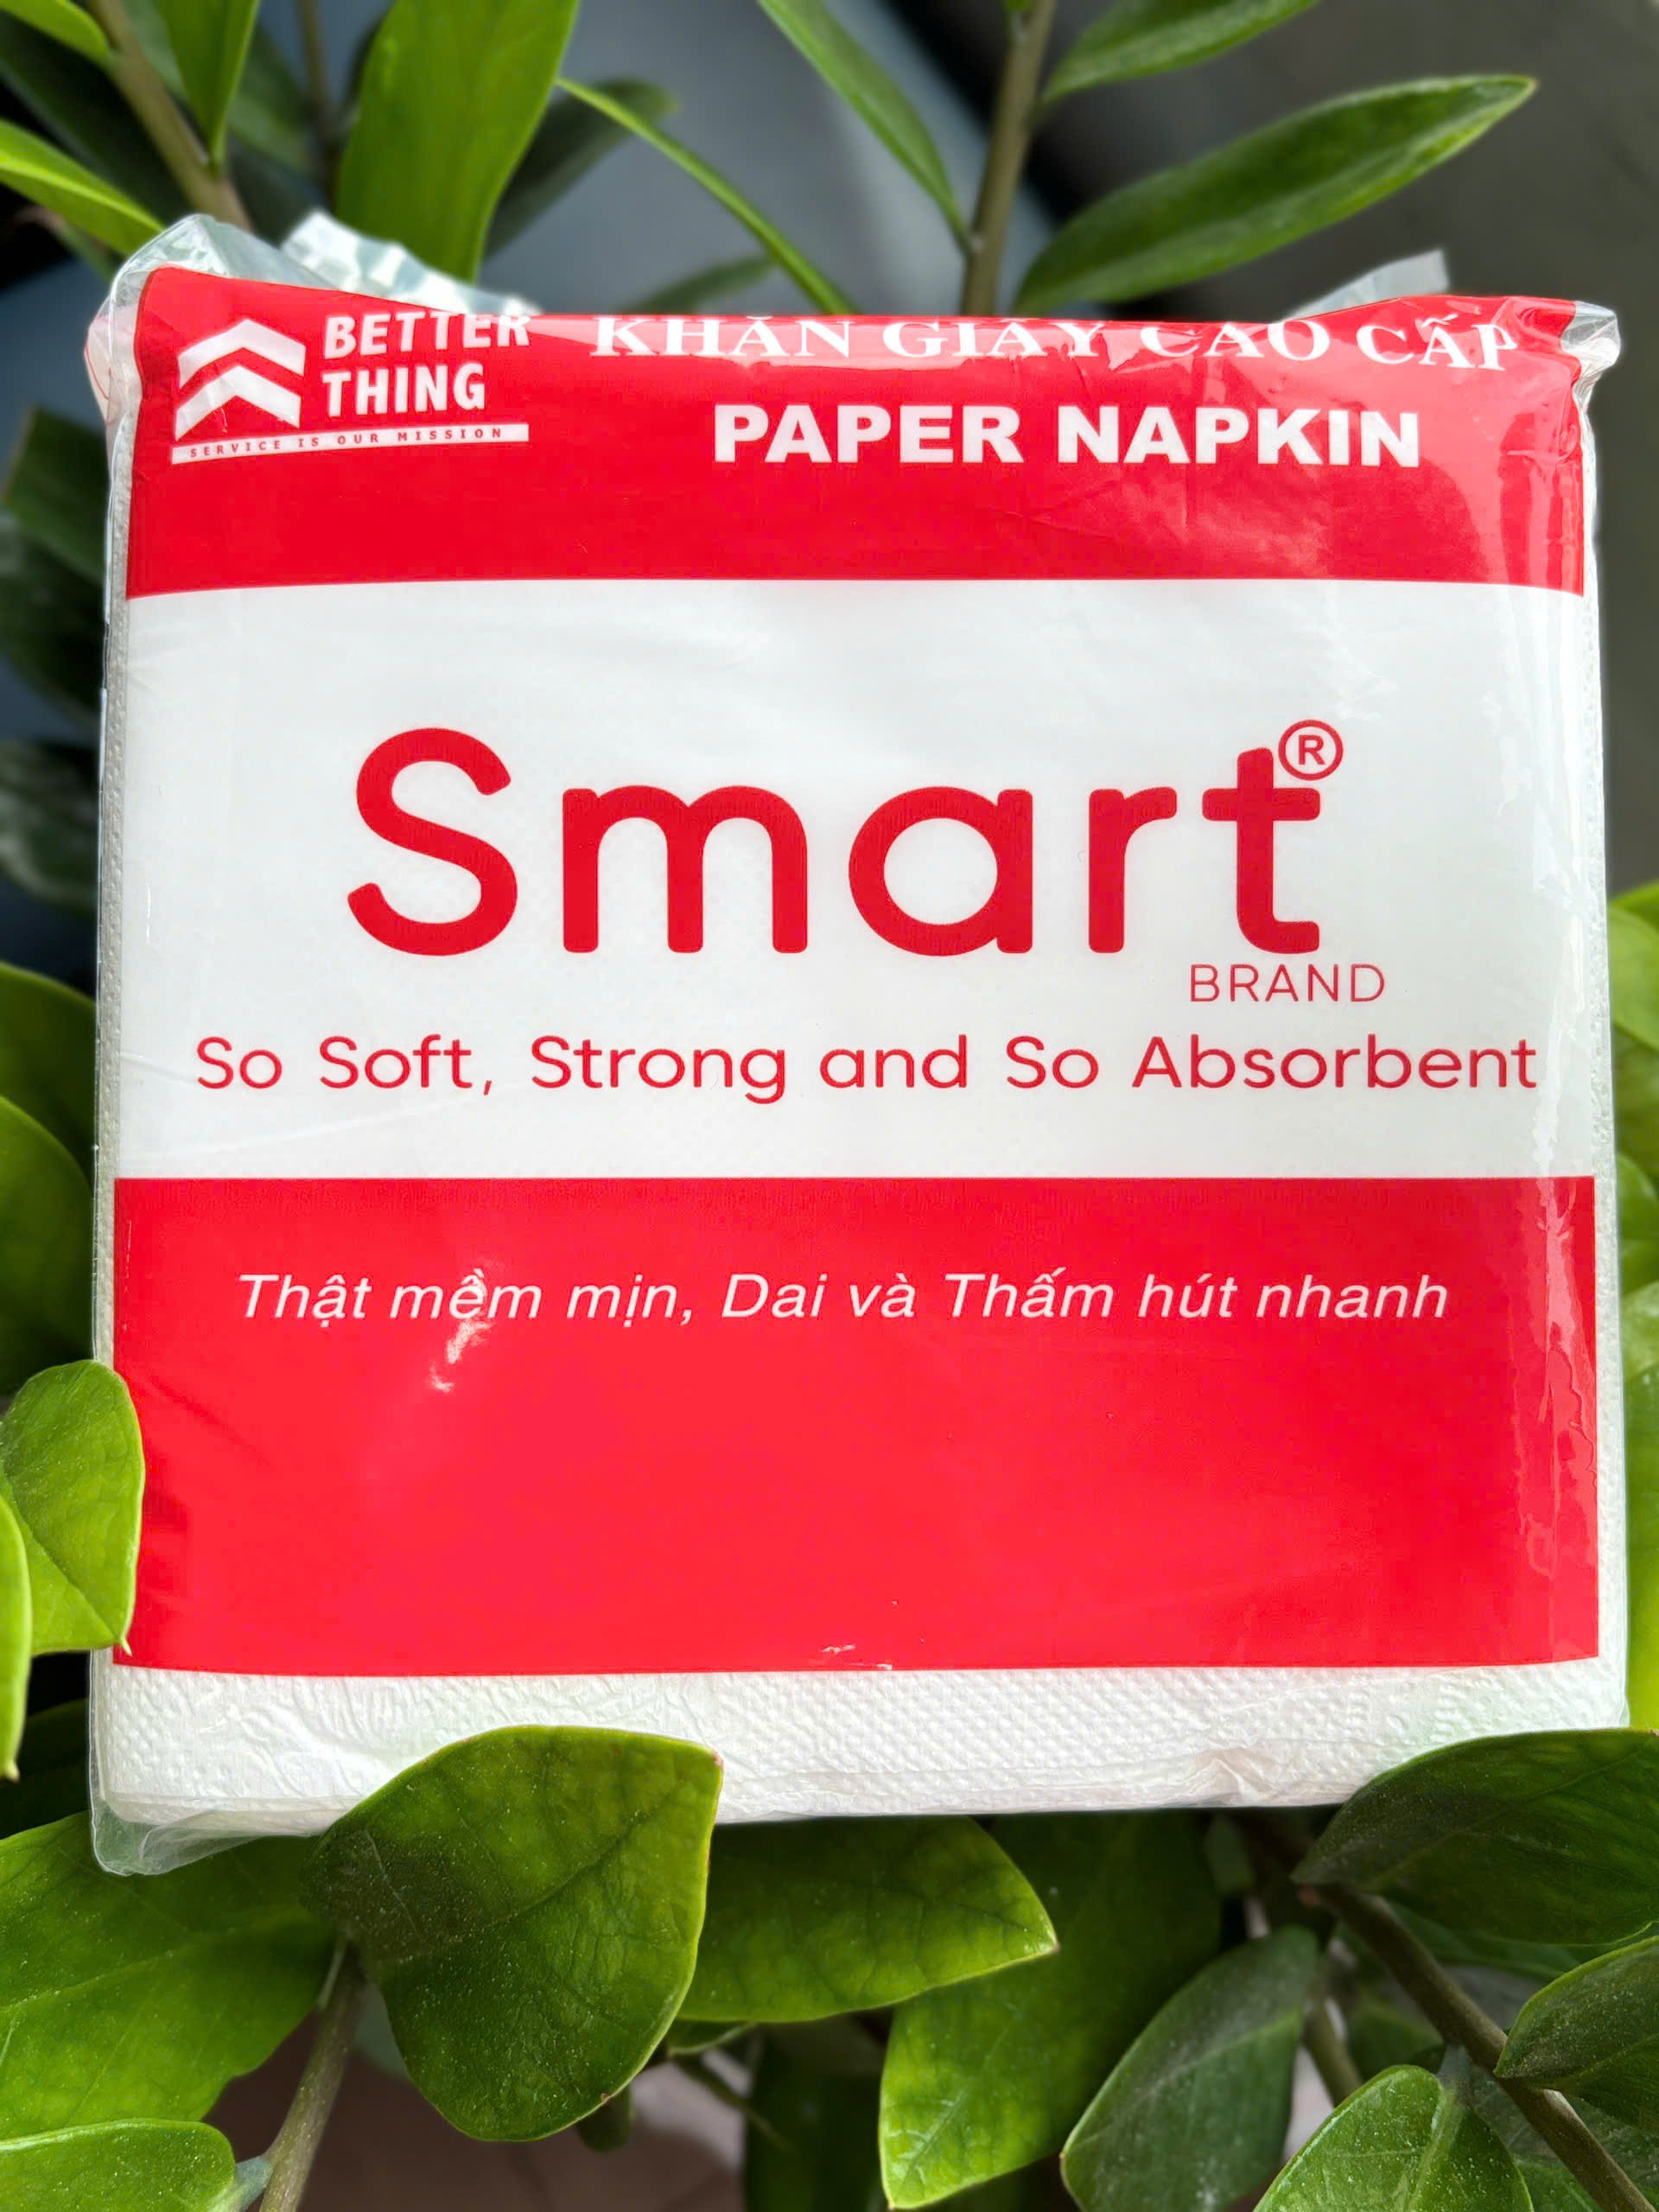 BETTER
THING
SERVICE IS OUR MISSION
KHĂN GIẤY CAO CẤP
PAPER NAPKIN
Smart®
BRAND
So Soft, Strong and So Absorbent
Thật mềm mịn, Dai và Thấm hút nhanh